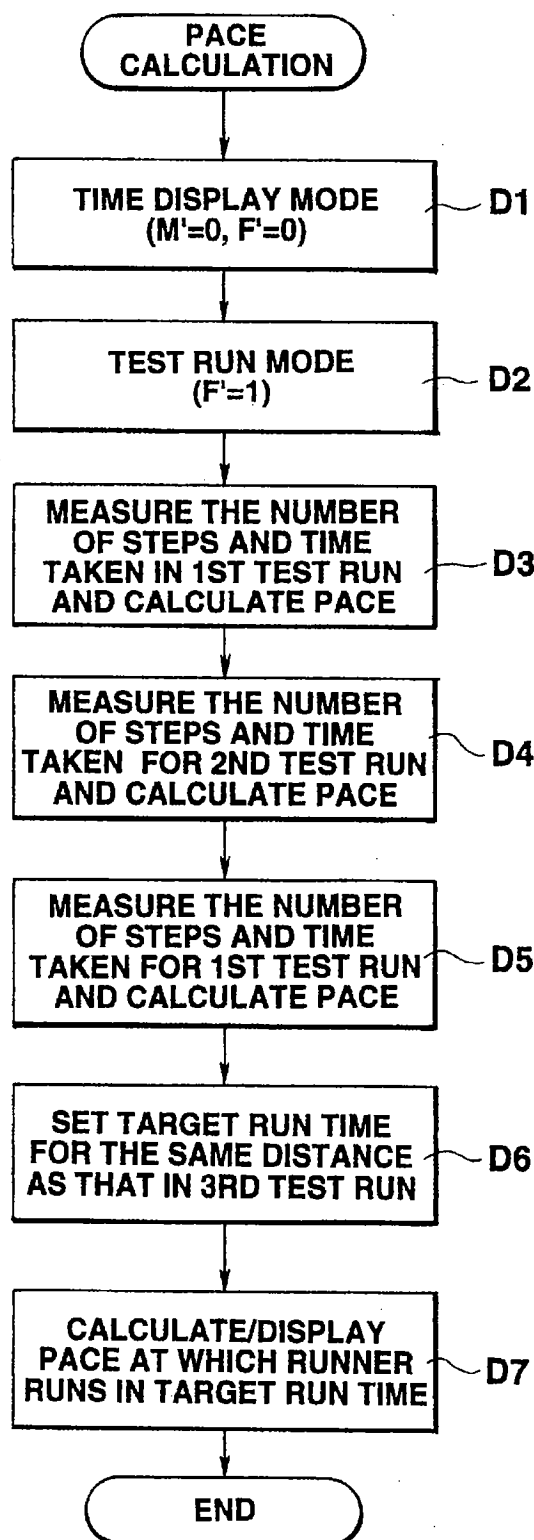 PACE
CALCULATION
TIME DISPLAY MODE
(M'=0, F'=0)
D1
TEST RUN MODE
(F'=1)
D2
MEASURE THE NUMBER
OF STEPS AND TIME
TAKEN IN 1ST TEST RUN
AND CALCULATE PACE
D3
MEASURE THE NUMBER
OF STEPS AND TIME
TAKEN FOR 2ND TEST RUN
AND CALCULATE PACE
D4
MEASURE THE NUMBER
OF STEPS AND TIME
TAKEN FOR 1ST TEST RUN
AND CALCULATE PACE
D5
SET TARGET RUN TIME
FOR THE SAME DISTANCE
AS THAT IN 3RD TEST RUN
D6
CALCULATE/DISPLAY
PACE AT WHICH RUNNER
RUNS IN TARGET RUN TIME
D7
END